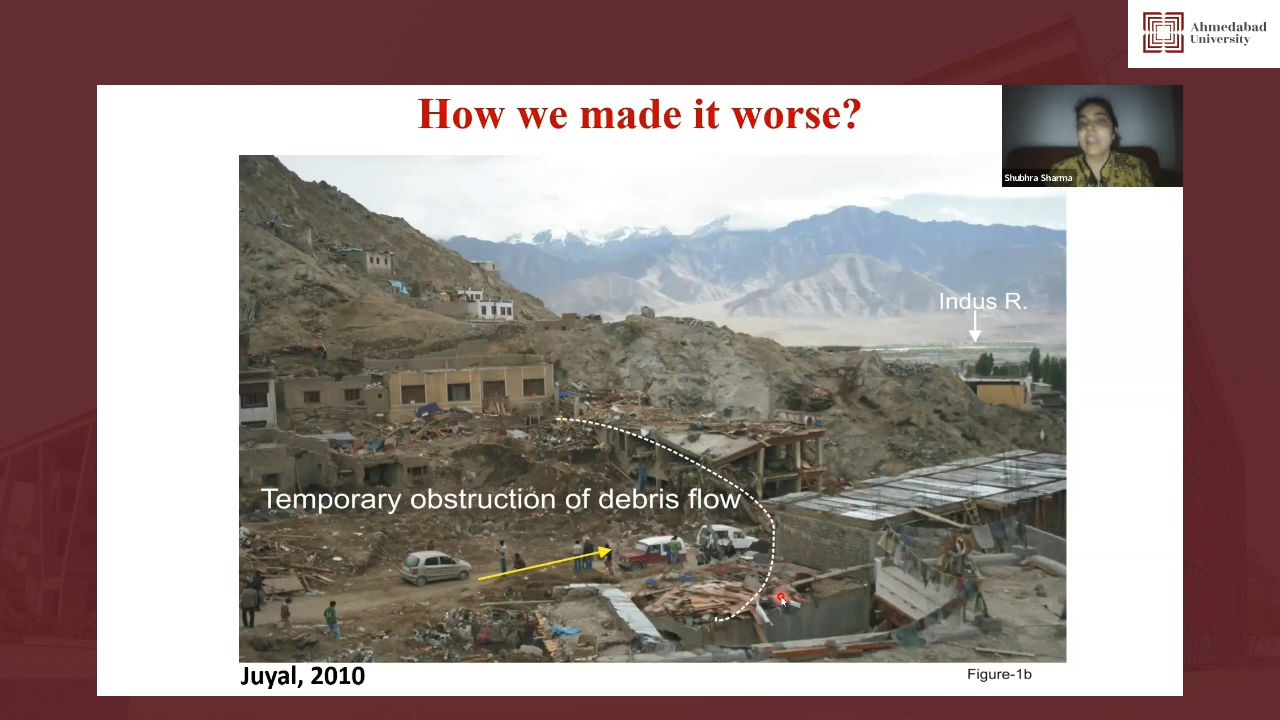 Ahmedabad
University
How we made it worse?
Shubhra Sharma
Indus R.
Temporary obstruction of debris flow
Juyal, 2010
Figure-1b